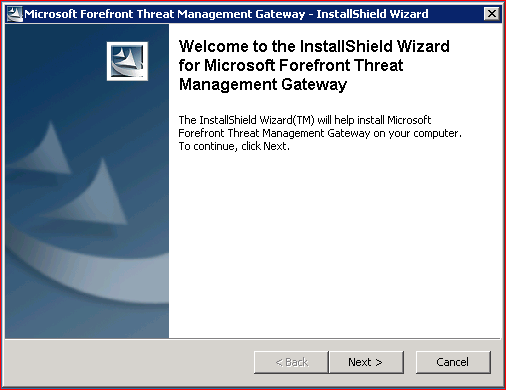 Microsoft Forefront Threat Management Gateway - InstallShield Wizard
Welcome to the InstallShield Wizard
for Microsoft Forefront Threat
Management Gateway
The InstallShield Wizard(TM) will help install Microsoft
Forefront Threat Management Gateway on your computer.
To continue, click Next.
< Back Next > Cancel